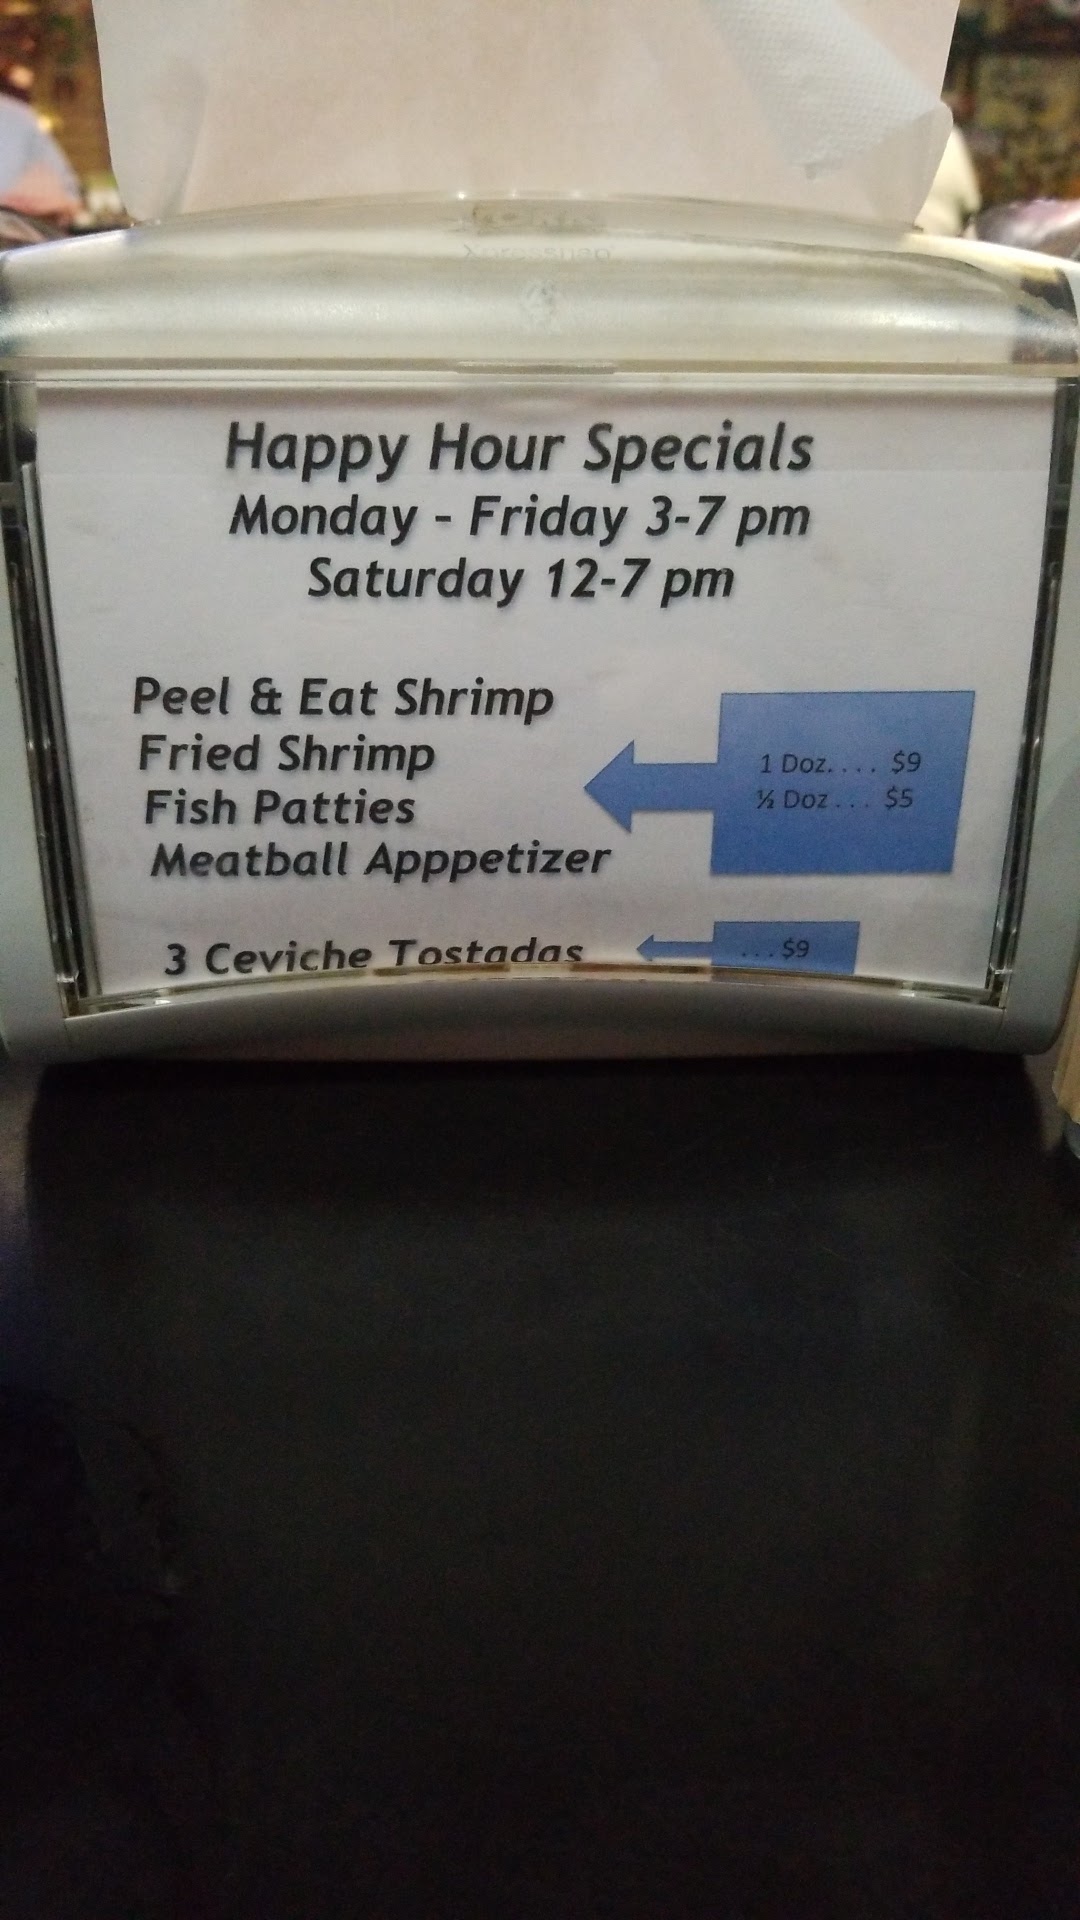 Xpressnap
Happy Hour Specials
Monday - Friday 3-7 pm
Saturday 12-7 pm
Peel & Eat Shrimp
Fried Shrimp
Fish Patties
Meatball Apppetizer
1 Doz.... $9
½ Doz... $5
3 Ceviche Tostadas
...$9